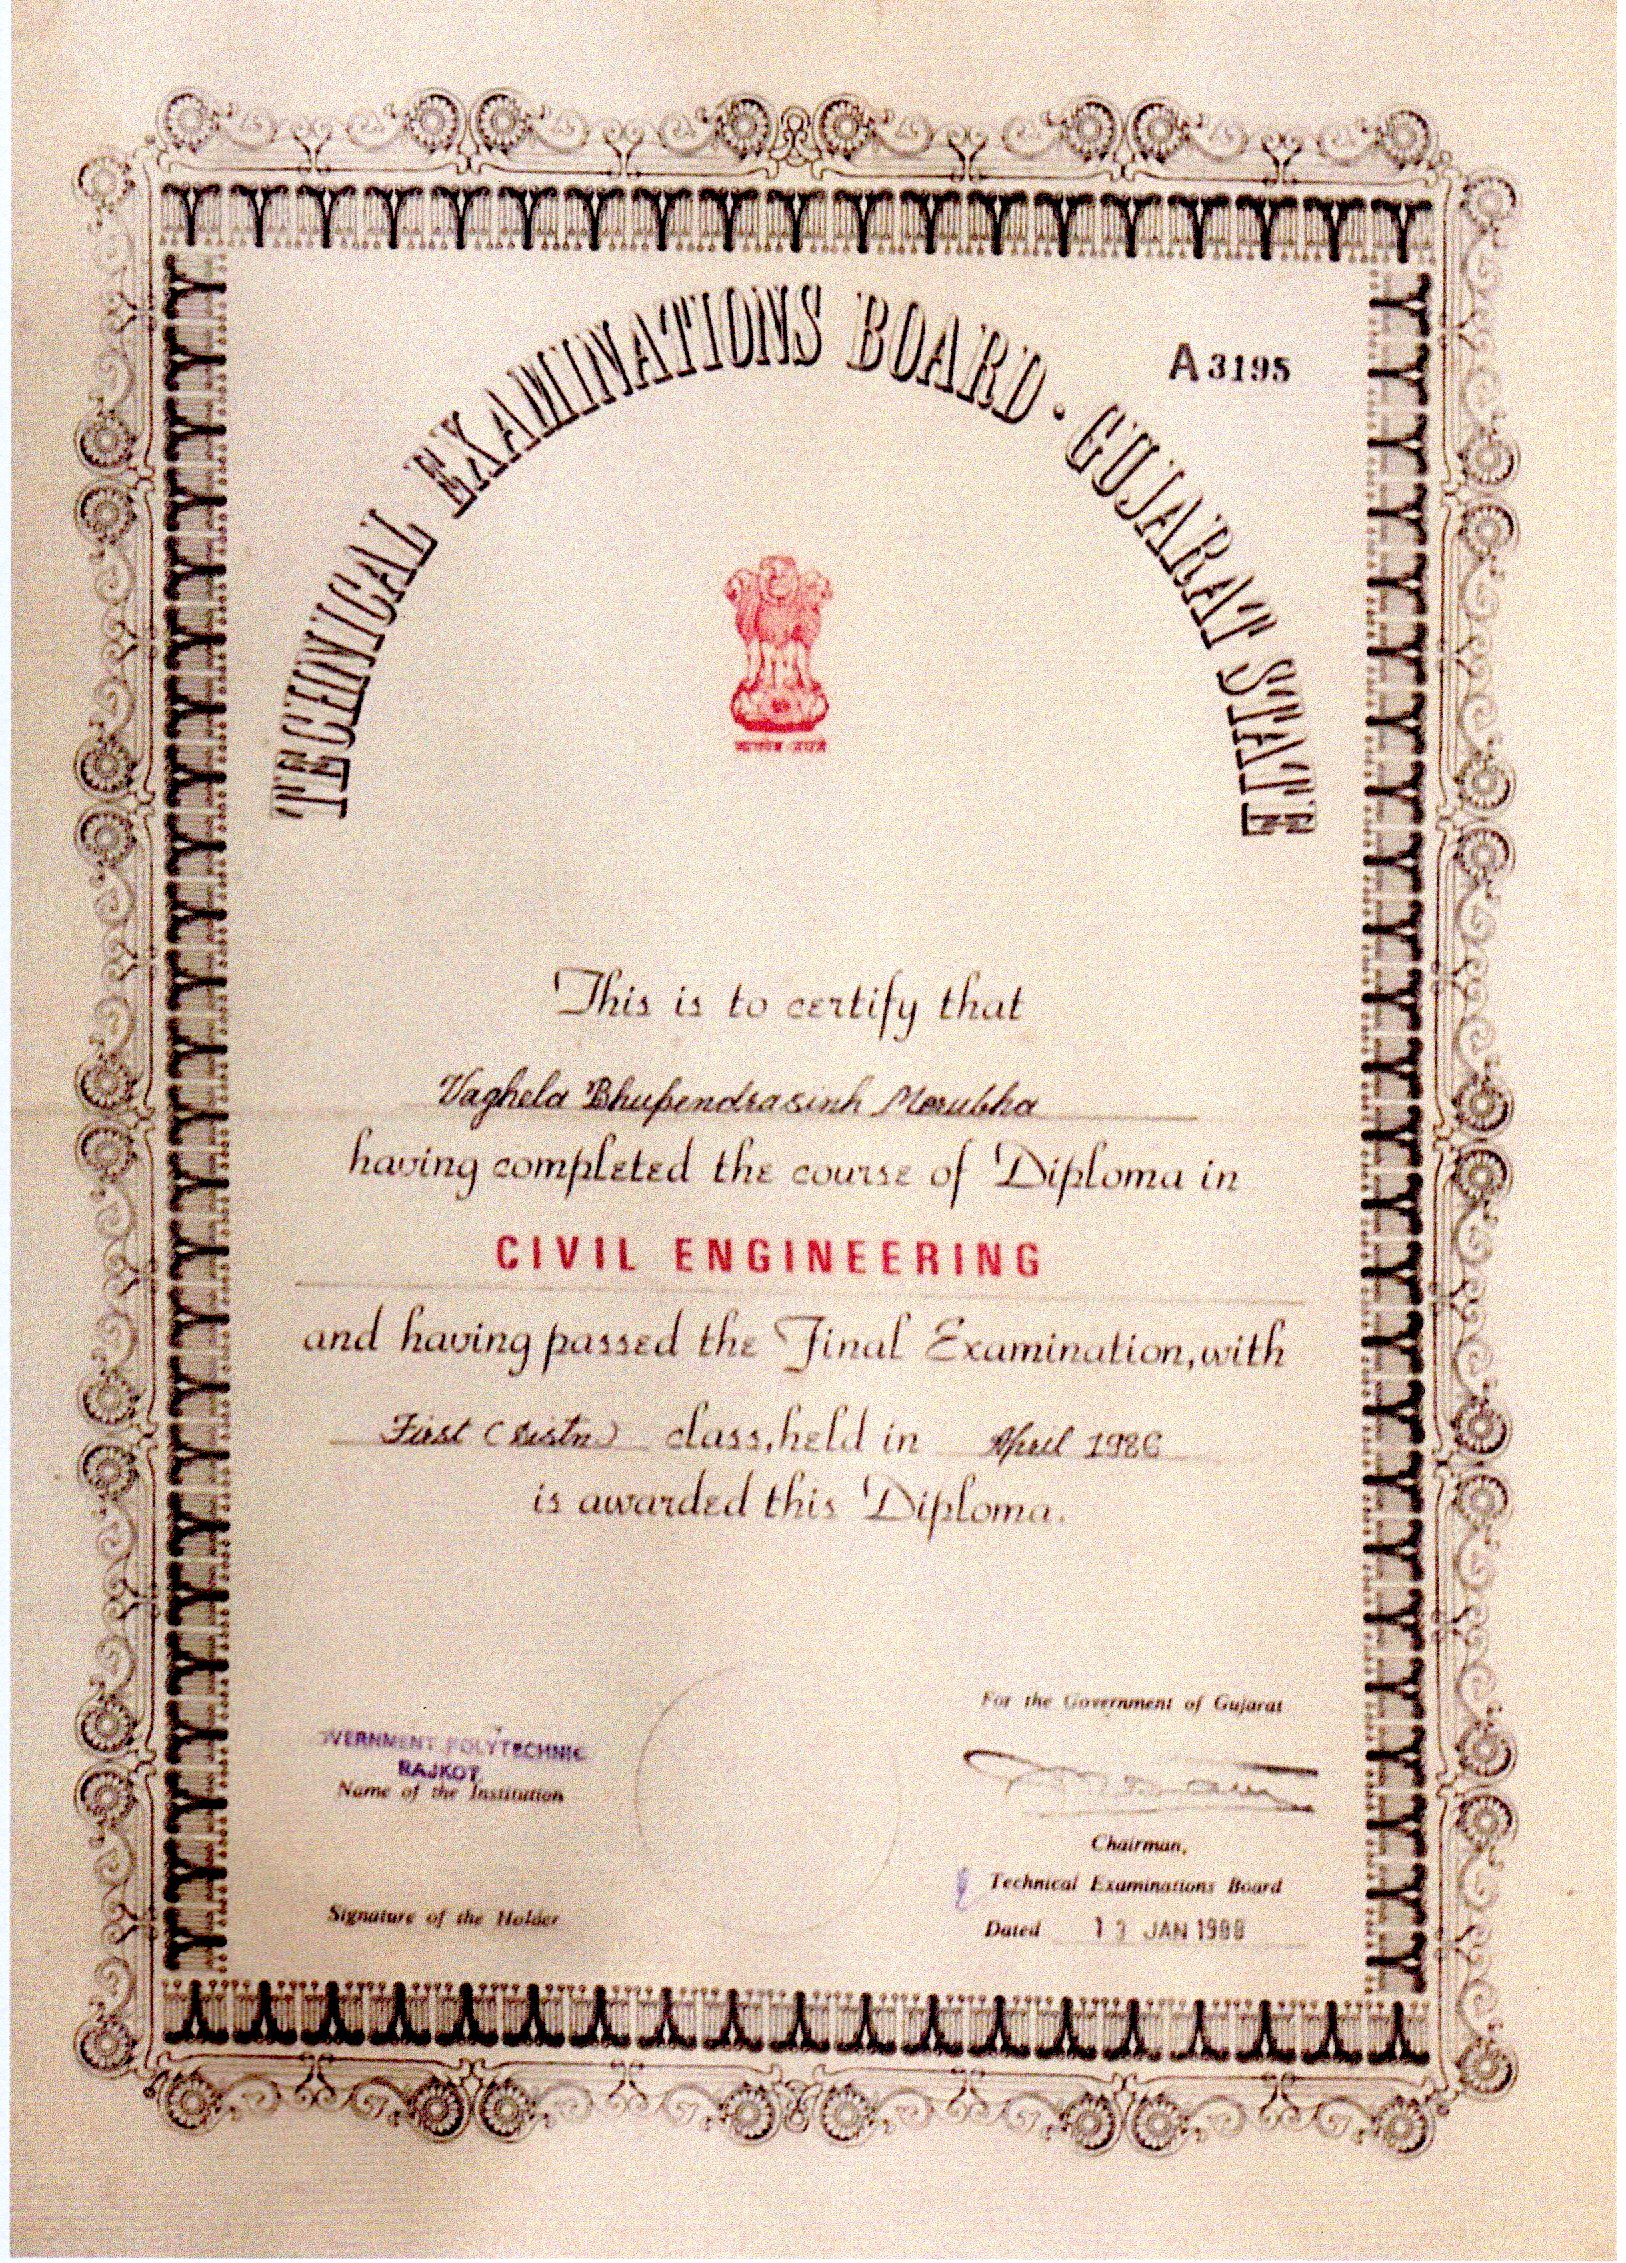 TECHNICAL EXAMINATIONS BOARD · GUJARAT STATE
A 3195
This is to certify that
Vaghela Bhupendrasinh Merubha
having completed the course of Diploma in
CIVIL ENGINEERING
and having passed the Final Examination, with
First (Distn) class, held in April 1986
is awarded this Diploma.
For the Government of Gujarat
VERNMENT POLYTECHNIC
RAJKOT
Name of the Institution
Chairman,
Technical Examinations Board
Signature of the Holder
Dated JAN 1988